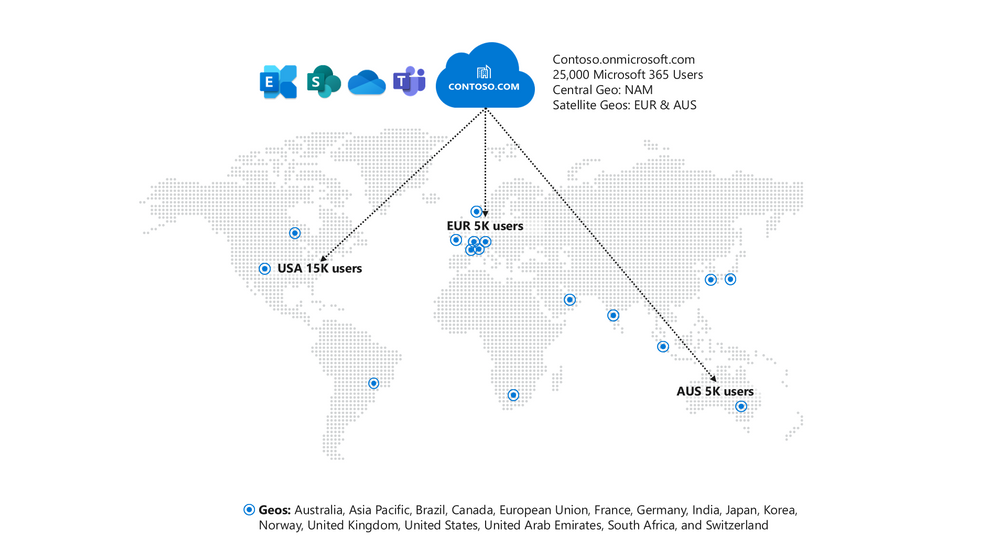 E
S
T
CONTOSO.COM
Contoso.onmicrosoft.com
25,000 Microsoft 365 Users
Central Geo: NAM
Satellite Geos: EUR & AUS
EUR 5K users
USA 15K users
AUS 5K users
Geos: Australia, Asia Pacific, Brazil, Canada, European Union, France, Germany, India, Japan, Korea,
Norway, United Kingdom, United States, United Arab Emirates, South Africa, and Switzerland